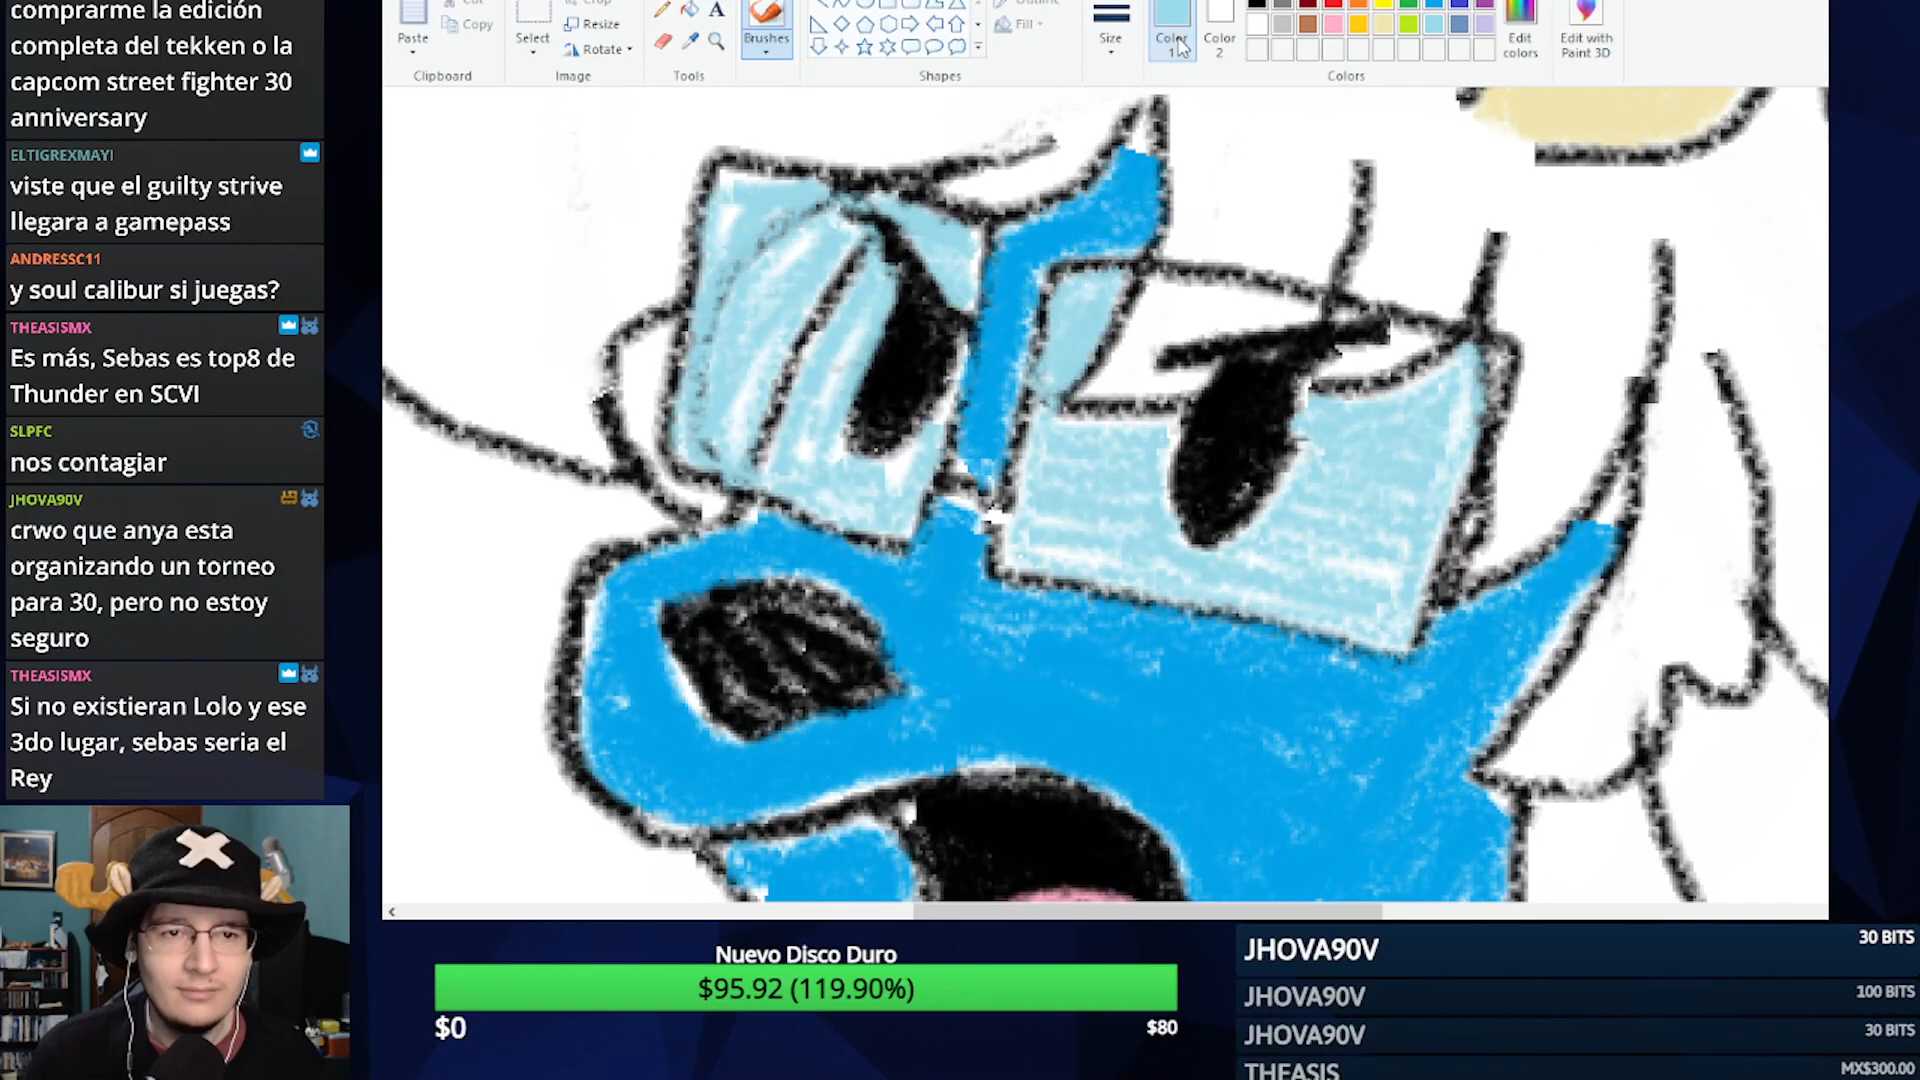 comprarme la edición
completa del tekken o la
capcom street fighter 30
anniversary
ELTIGREXMAYI
viste que el guilty strive
llegara a gamepass
ANDRESSC11
y soul calibur si juegas?
THEASISMX
Es más, Sebas es top8 de
Thunder en SCVI
SLPFC
nos contagiar
JHOVA90V
crwo que anya esta
organizando un torneo
para 30, pero no estoy
seguro
THEASISMX
Si no existieran Lolo y ese
3do lugar, sebas seria el
Rey
Paste
Copy
Clipboard
Select
Resize
Rotate
Image
A
Tools
Brushes
Shapes
Fill
Size
Color
1
Color
2
Colors
Edit
colors
Edit with
Paint 3D
Nuevo Disco Duro
$95.92 (119.90%)
$0
$80
JHOVA90V
30 BITS
JHOVA90V
100 BITS
JHOVA90V
30 BITS
THEASIS
MX$300.00